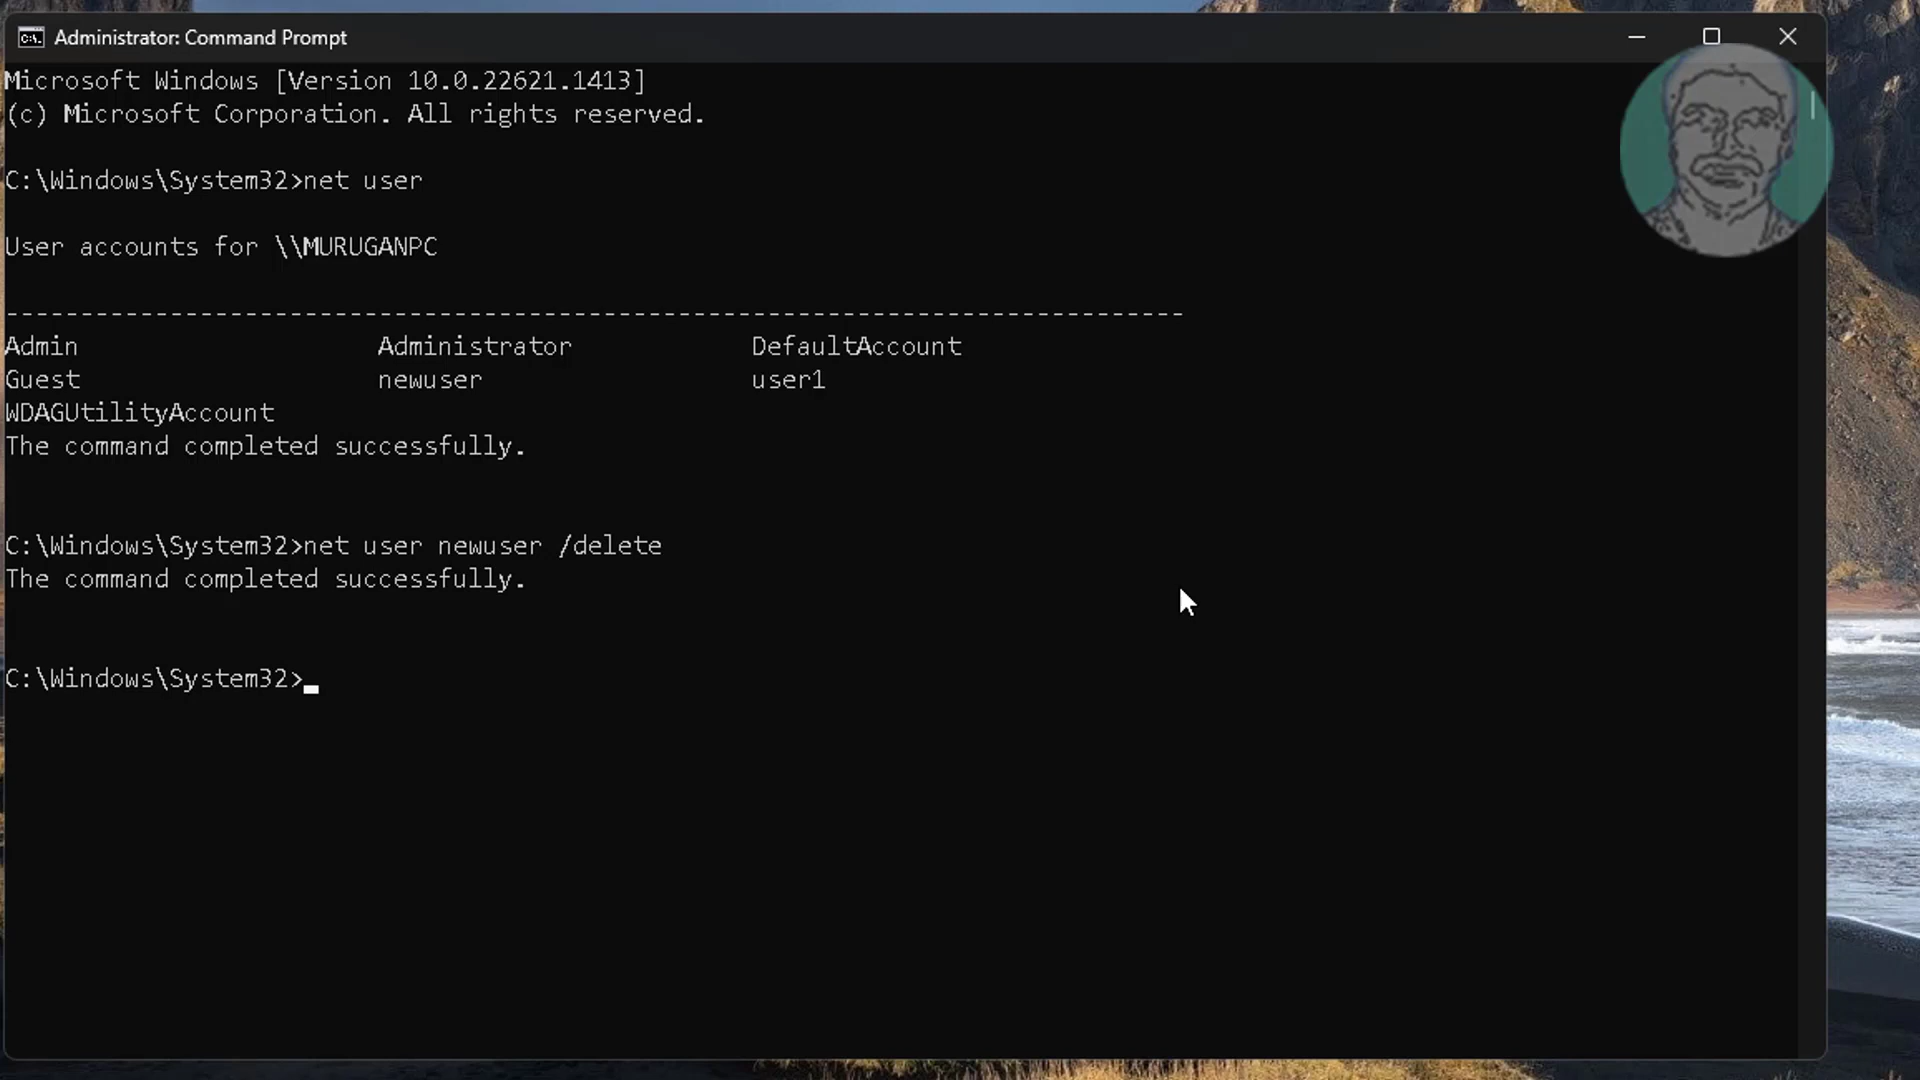 Administrator: Command Prompt
Microsoft Windows [Version 10.0.22621.1413]
(c) Microsoft Corporation. All rights reserved.
C:\Windows\System32>net user
User accounts for \\MURUGANPC
-------------------------------------------------------------------------------
Admin                    Administrator            DefaultAccount
Guest                    newuser                  user1
WDAGUtilityAccount
The command completed successfully.
C:\Windows\System32>net user newuser /delete
The command completed successfully.
C:\Windows\System32>